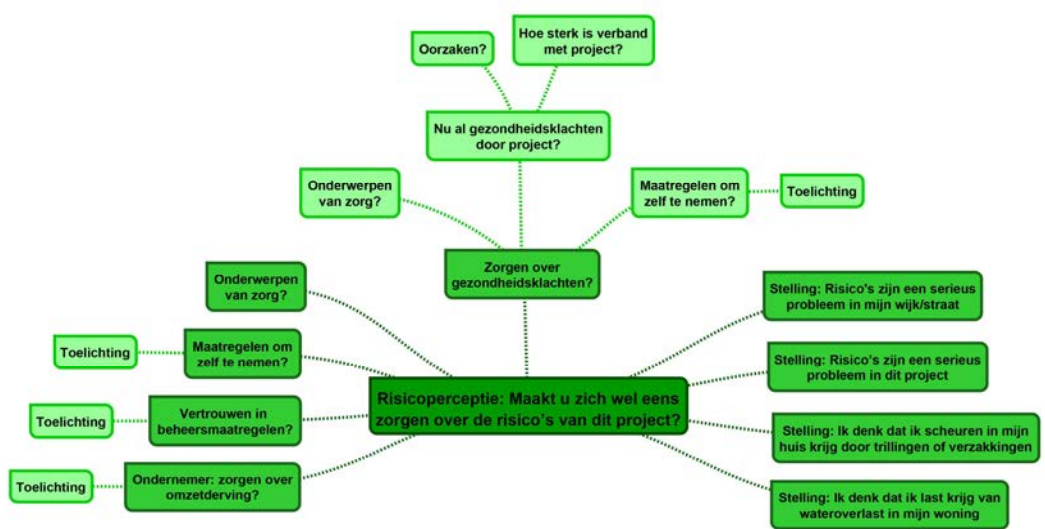 Oorzaken?
Hoe sterk is verband
met project?
Nu al gezondheidsklachten
door project?
Onderwerpen
van zorg?
Maatregelen om
zelf te nemen?
Toelichting
Zorgen over
gezondheidsklachten?
Onderwerpen
van zorg?
Stelling: Risico's zijn een serieus
probleem in mijn wijk/straat
Toelichting
Maatregelen om
zelf te nemen?
Stelling: Risico's zijn een serieus
probleem in dit project
Risicoperceptie: Maakt u zich wel eens
zorgen over de risico's van dit project?
Toelichting
Vertrouwen in
beheersmaatregelen?
Stelling: Ik denk dat ik scheuren in mijn
huis krijg door trillingen of verzakkingen
Toelichting
Ondernemer: zorgen over
omzetderving?
Stelling: Ik denk dat ik last krijg van
wateroverlast in mijn woning